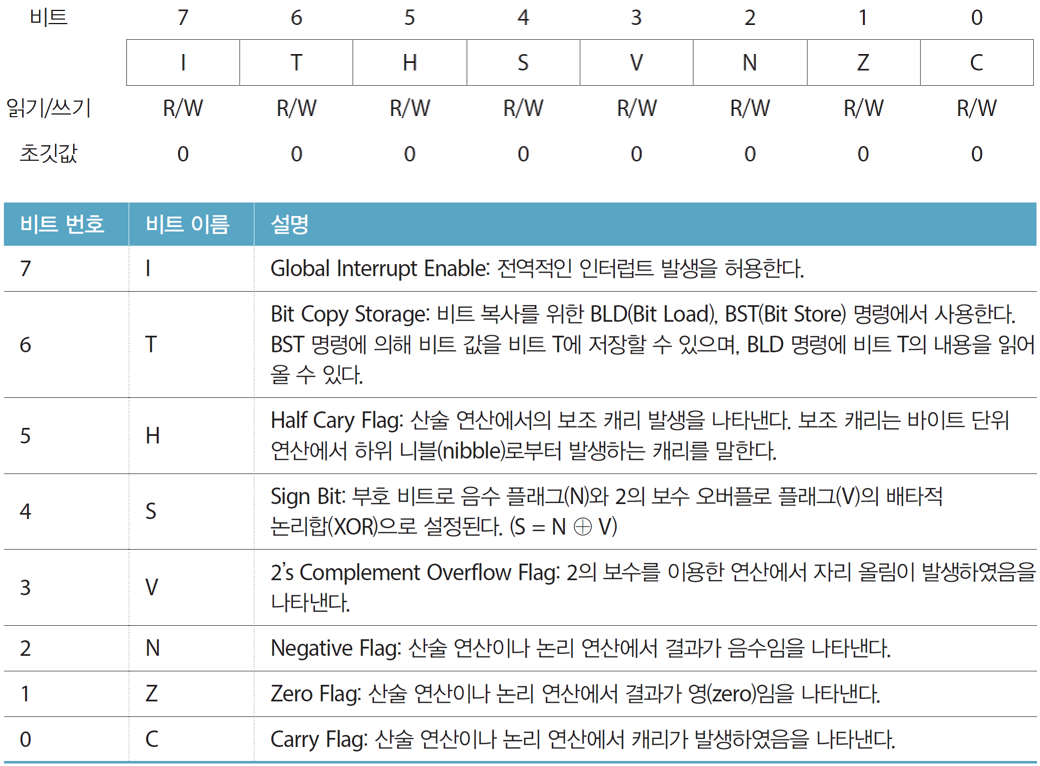 비트 7 6 5 4 3 2 1 0
I T H S V N Z C
읽기/쓰기 R/W R/W R/W R/W R/W R/W R/W R/W
초깃값 0 0 0 0 0 0 0 0
비트 번호 비트 이름 설명
7 I Global Interrupt Enable: 전역적인 인터럽트 발생을 허용한다.
Bit Copy Storage: 비트 복사를 위한 BLD(Bit Load), BST(Bit Store) 명령에서 사용한다.
6 T BST 명령에 의해 비트 값을 비트 T에 저장할 수 있으며, BLD 명령에 비트 T의 내용을 읽어
올 수 있다.
5 H Half Cary Flag: 산술 연산에서의 보조 캐리 발생을 나타낸다. 보조 캐리는 바이트 단위
연산에서 하위 니블(nibble)로부터 발생하는 캐리를 말한다.
4 S Sign Bit: 부호 비트로 음수 플래그(N)와 2의 보수 오버플로 플래그(V)의 배타적
논리합(XOR)으로 설정된다. (S = N ⊕ V)
3 V 2’s Complement Overflow Flag: 2의 보수를 이용한 연산에서 자리 올림이 발생하였음을
나타낸다.
2 N Negative Flag: 산술 연산이나 논리 연산에서 결과가 음수임을 나타낸다.
1 Z Zero Flag: 산술 연산이나 논리 연산에서 결과가 영(zero)임을 나타낸다.
0 C Carry Flag: 산술 연산이나 논리 연산에서 캐리가 발생하였음을 나타낸다.